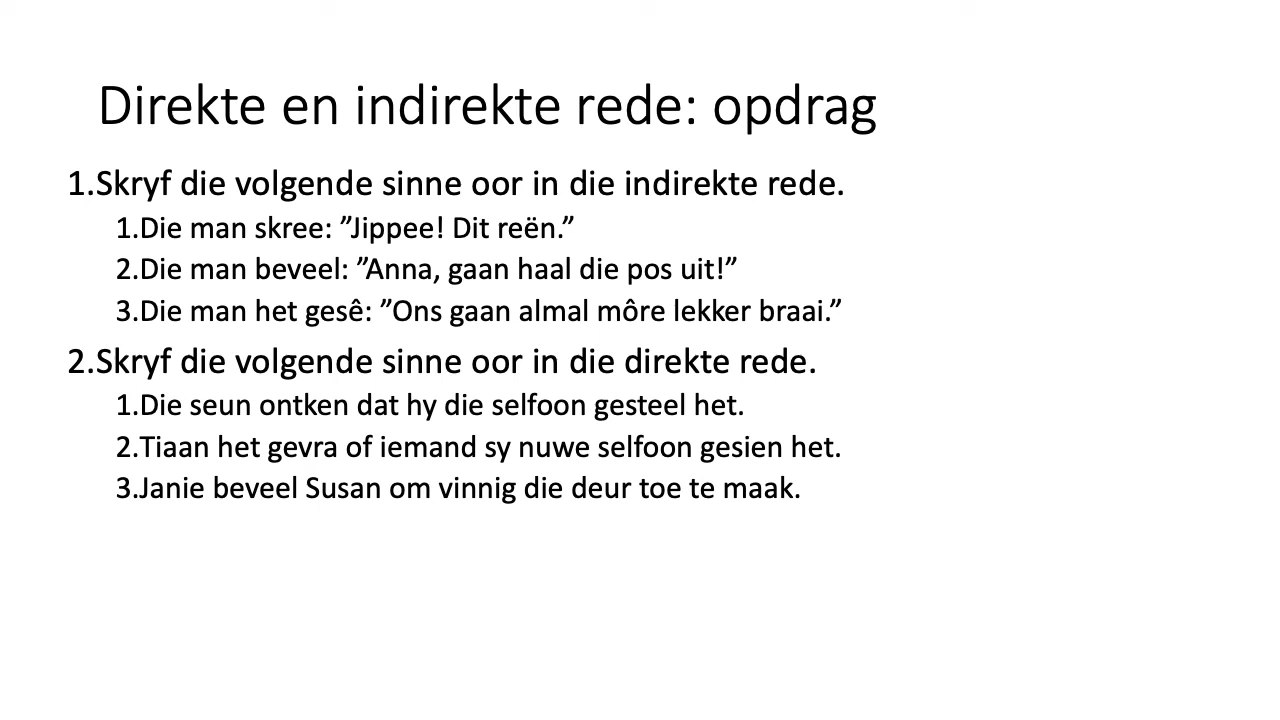 Direkte en indirekte rede: opdrag
1.Skryf die volgende sinne oor in die indirekte rede.
1.Die man skree: ”Jippee! Dit reën.”
2.Die man beveel: ”Anna, gaan haal die pos uit!”
3.Die man het gesê: ”Ons gaan almal môre lekker braai.”
2.Skryf die volgende sinne oor in die direkte rede.
1.Die seun ontken dat hy die selfoon gesteel het.
2.Tiaan het gevra of iemand sy nuwe selfoon gesien het.
3.Janie beveel Susan om vinnig die deur toe te maak.